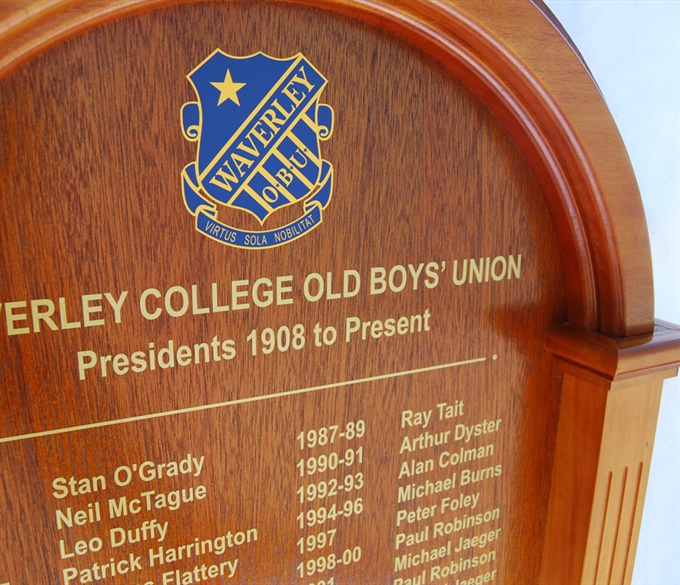 WAVERLEY
O·B·U·
VIRTUS SOLA NOBILITAT
ERLEY COLLEGE OLD BOYS' UNION
Presidents 1908 to Present
Stan O'Grady
Neil McTague
Leo Duffy
Patrick Harrington
Flattery
1987-89 Ray Tait
1990-91 Arthur Dyster
1992-93 Alan Colman
1994-96 Michael Burns
1997 Peter Foley
1998-00 Paul Robinson
Michael Jaeger
Paul Robinson
Jaeger